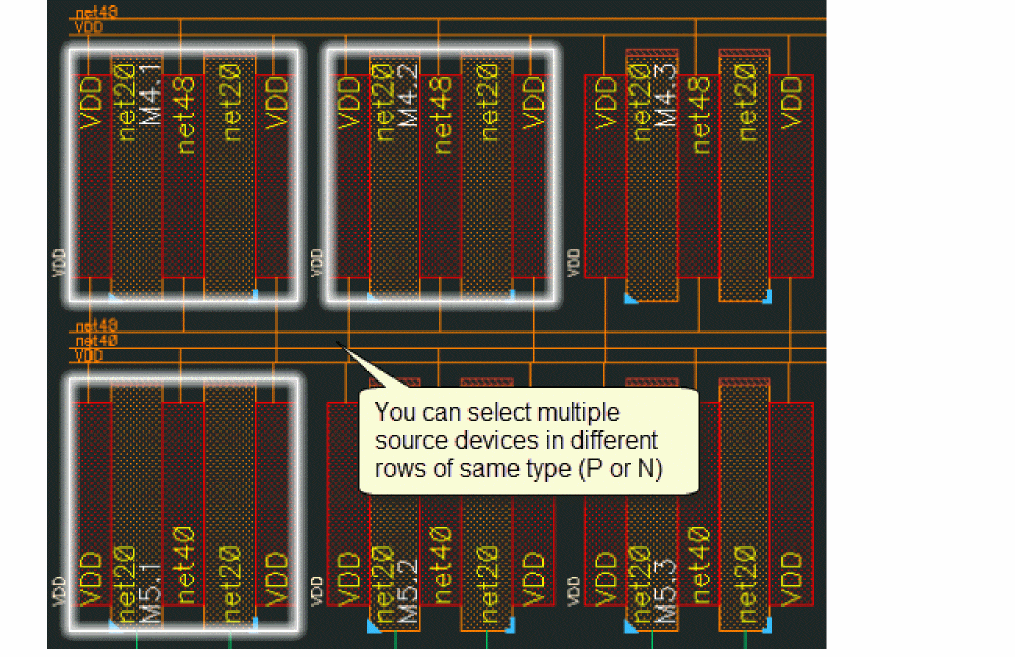 net48
VDD
VDD
net20
M4.1
net48
net20
VDD
VDD
net20
M4.2
net48
net20
VDD
VDD
net20
M4.3
net48
net20
VDD
VDD
VDD
VDD
net48
net40
VDD
You can select multiple
source devices in different
rows of same type (P or N)
VDD
net20
M5.1
net40
net20
VDD
VDD
net20
M5.2
net40
net20
VDD
VDD
net20
M5.3
net40
net20
VDD
VDD
VDD
VDD